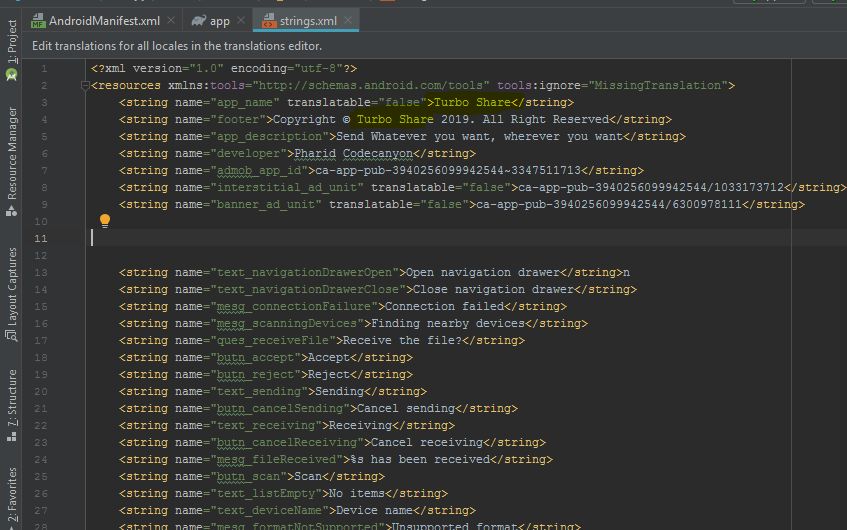 AndroidManifest.xml × app × strings.xml ×
Edit translations for all locales in the translations editor.
1: Project
Resource Manager
Layout Captures
7: Structure
2: Favorites
1 <?xml version="1.0" encoding="utf-8"?>
2 <resources xmlns:tools="http://schemas.android.com/tools" tools:ignore="MissingTranslation">
3 <string name="app_name" translatable="false">Turbo Share</string>
4 <string name="footer">Copyright © Turbo Share 2019. All Right Reserved</string>
5 <string name="app_description">Send Whatever you want, wherever you want</string>
6 <string name="developer">Pharid Codecanyon</string>
7 <string name="admob_app_id">ca-app-pub-3940256099942544~3347511713</string>
8 <string name="interstitial_ad_unit" translatable="false">ca-app-pub-3940256099942544/1033173712</string>
9 <string name="banner_ad_unit" translatable="false">ca-app-pub-3940256099942544/6300978111</string>
10
11
12
13 <string name="text_navigationDrawerOpen">Open navigation drawer</string>n
14 <string name="text_navigationDrawerClose">Close navigation drawer</string>
15 <string name="mesg_connectionFailure">Connection failed</string>
16 <string name="mesg_scanningDevices">Finding nearby devices</string>
17 <string name="ques_receiveFile">Receive the file?</string>
18 <string name="butn_accept">Accept</string>
19 <string name="butn_reject">Reject</string>
20 <string name="text_sending">Sending</string>
21 <string name="butn_cancelSending">Cancel sending</string>
22 <string name="text_receiving">Receiving</string>
23 <string name="butn_cancelReceiving">Cancel receiving</string>
24 <string name="mesg_fileReceived">%s has been received</string>
25 <string name="butn_scan">Scan</string>
26 <string name="text_listEmpty">No items</string>
27 <string name="text_deviceName">Device name</string>
28 <string name="mesg_formatNotSupported">Unsupported format</string>